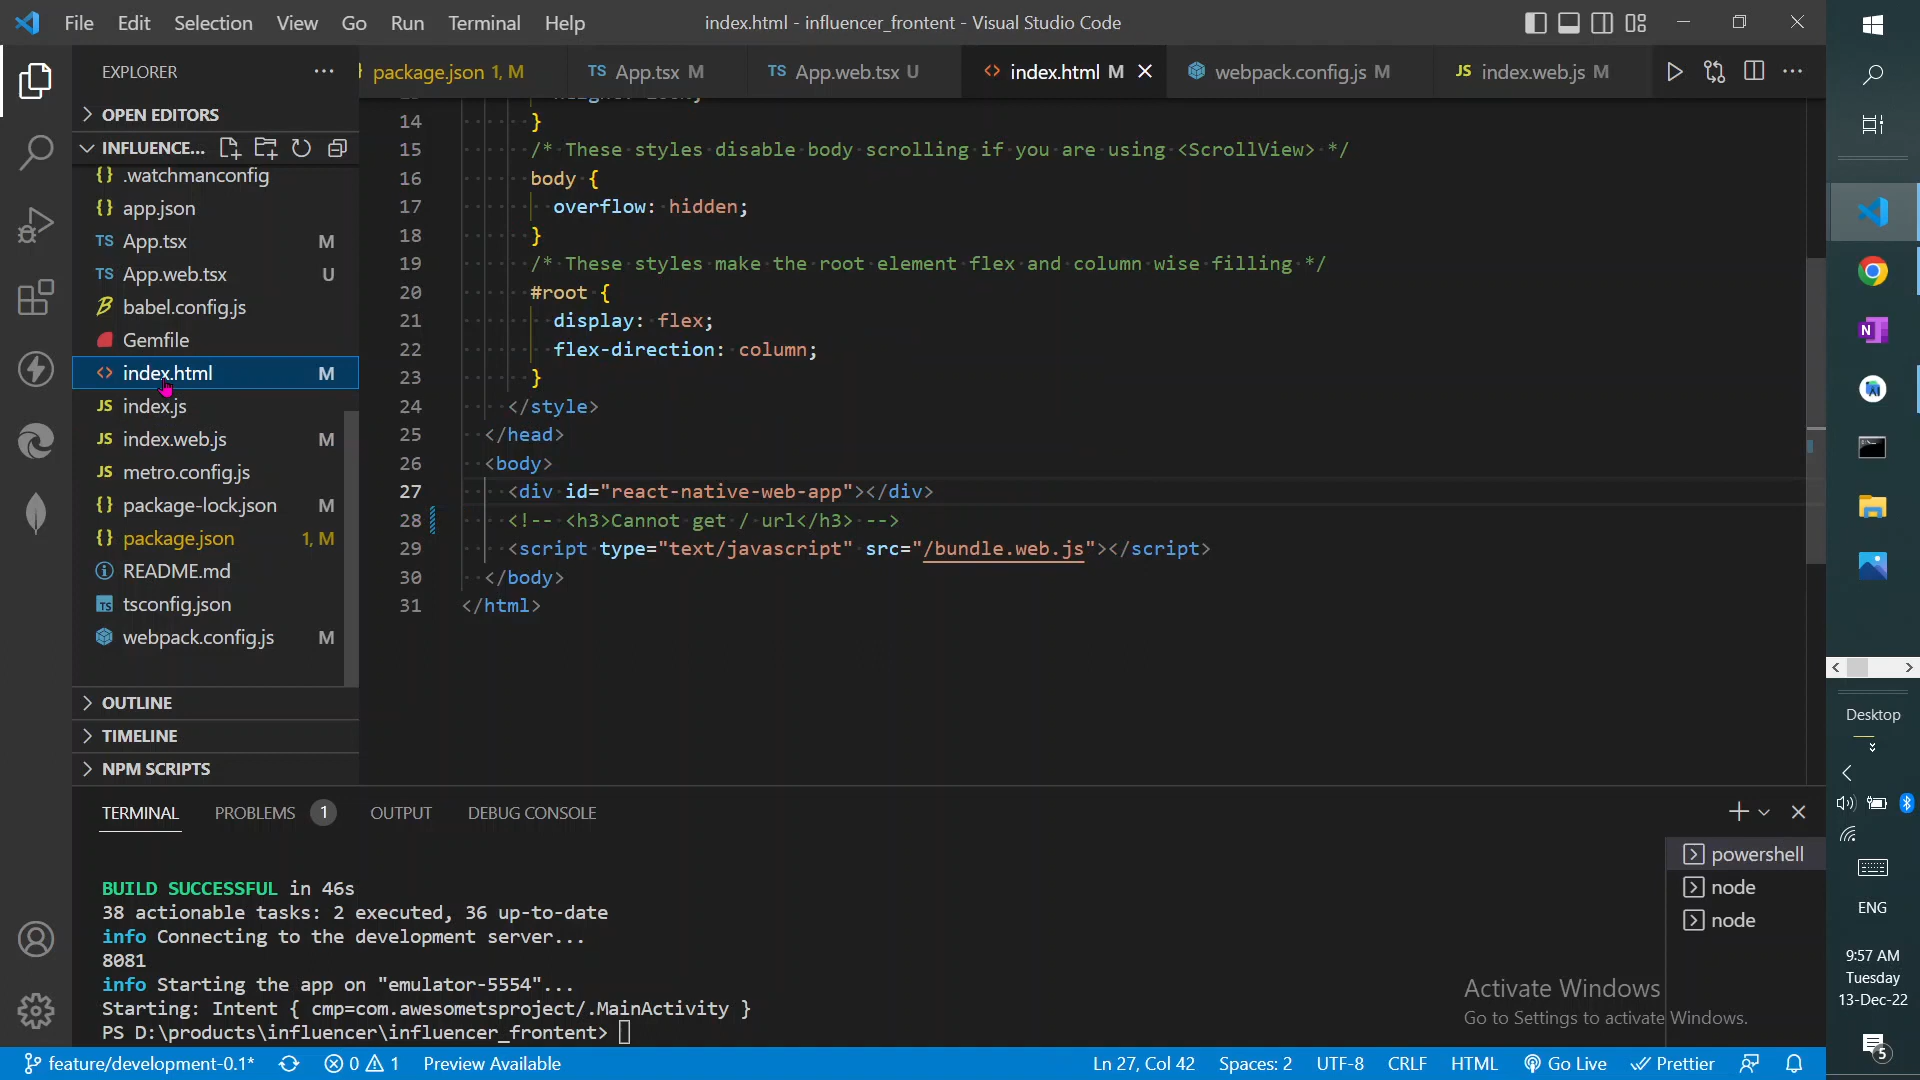 File Edit Selection View Go Run Terminal Help index.html - influencer_frontent - Visual Studio Code
EXPLORER
package.json 1, M TS App.tsx M TS App.web.tsx U <> index.html M webpack.config.js M JS index.web.js M
OPEN EDITORS
INFLUENCE...
{} .watchmanconfig
{} app.json
TS App.tsx M
TS App.web.tsx U
babel.config.js
Gemfile
<> index.html M
JS index.js
JS index.web.js M
JS metro.config.js
{} package-lock.json M
{} package.json 1, M
README.md
TS tsconfig.json
webpack.config.js M
OUTLINE
TIMELINE
NPM SCRIPTS
14 }
15 /* These styles disable body scrolling if you are using <ScrollView> */
16 body {
17 overflow: hidden;
18 }
19 /* These styles make the root element flex and column wise filling */
20 #root {
21 display: flex;
22 flex-direction: column;
23 }
24 </style>
25 </head>
26 <body>
27 <div id="react-native-web-app"></div>
28 <!-- <h3>Cannot get / url</h3> -->
29 <script type="text/javascript" src="/bundle.web.js"></script>
30 </body>
31 </html>
TERMINAL PROBLEMS 1 OUTPUT DEBUG CONSOLE
BUILD SUCCESSFUL in 46s
38 actionable tasks: 2 executed, 36 up-to-date
info Connecting to the development server...
8081
info Starting the app on "emulator-5554"...
Starting: Intent { cmp=com.awesometsproject/.MainActivity }
PS D:\products\influencer\influencer_frontent>
powershell
node
node
Activate Windows
Go to Settings to activate Windows.
feature/development-0.1* 0 1 Preview Available Ln 27, Col 42 Spaces: 2 UTF-8 CRLF HTML Go Live Prettier
Desktop
ENG
9:57 AM
Tuesday
13-Dec-22
5